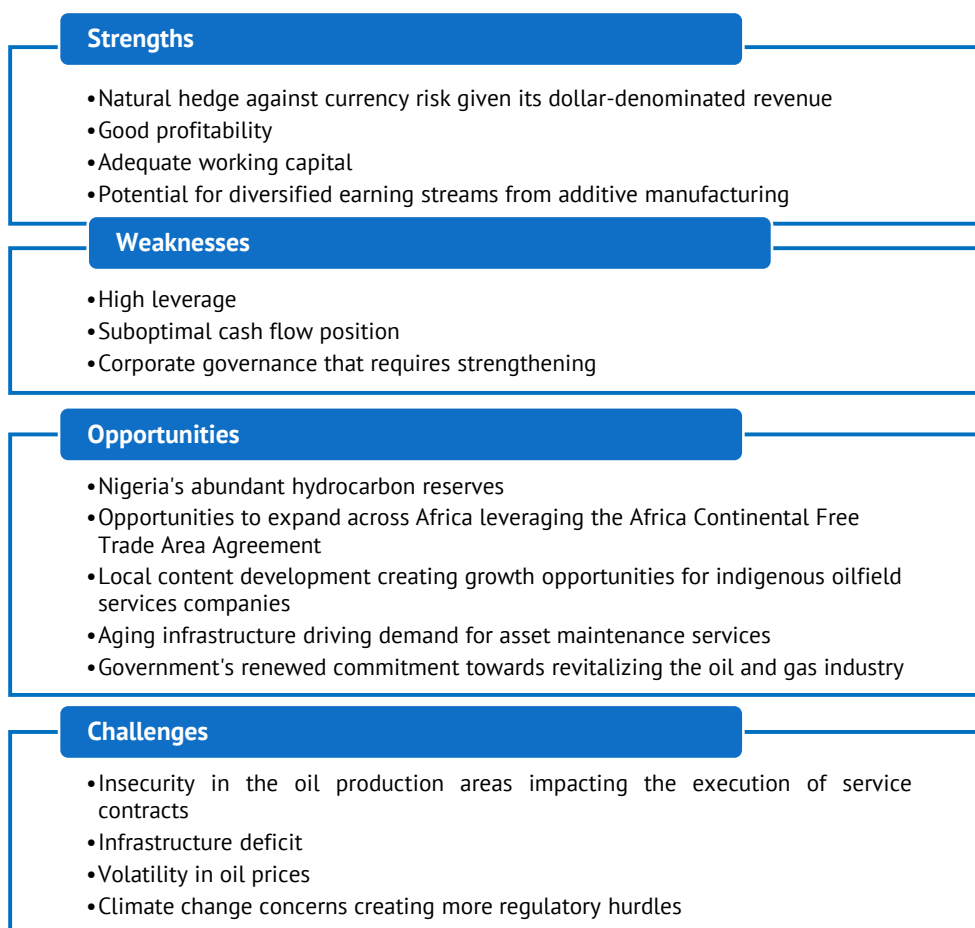 Strengths
•Natural hedge against currency risk given its dollar-denominated revenue
•Good profitability
•Adequate working capital
•Potential for diversified earning streams from additive manufacturing
Weaknesses
•High leverage
•Suboptimal cash flow position
•Corporate governance that requires strengthening
Opportunities
•Nigeria's abundant hydrocarbon reserves
•Opportunities to expand across Africa leveraging the Africa Continental Free
Trade Area Agreement
•Local content development creating growth opportunities for indigenous oilfield
services companies
•Aging infrastructure driving demand for asset maintenance services
•Government's renewed commitment towards revitalizing the oil and gas industry
Challenges
•Insecurity in the oil production areas impacting the execution of service
contracts
•Infrastructure deficit
•Volatility in oil prices
•Climate change concerns creating more regulatory hurdles